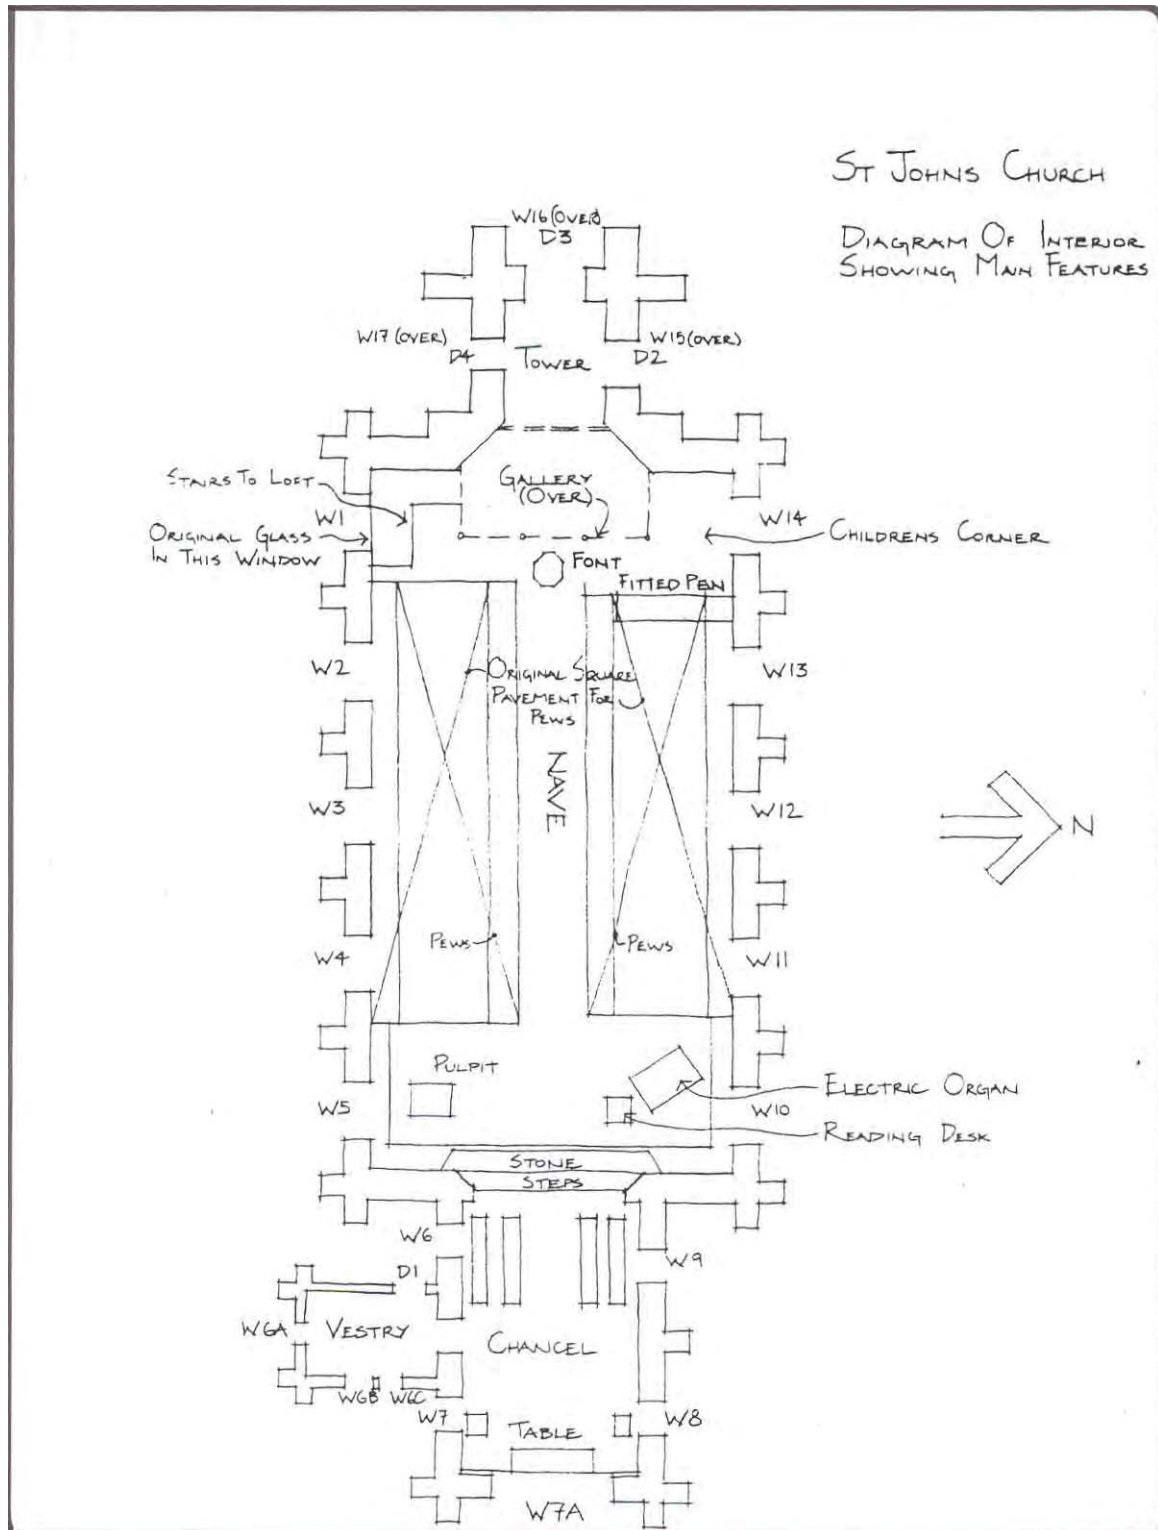 St Johns Church
Diagram Of Interior
Showing Main Features
W16 (over)
D3
W17 (over)
D4
Tower
W15 (over)
D2
Stairs To Loft
Gallery
(Over)
W1
W14
Original Glass
In This Window
Childrens Corner
Font
Fitted Pew
W2
W13
Original Square
Pavement For
Pews
Nave
W3
W12
N
Pews
Pews
W4
W11
Pulpit
Electric Organ
W5
W10
Reading Desk
Stone
Steps
W6
W9
D1
W6A
Vestry
Chancel
W6B
W6C
W7
Table
W8
W7A